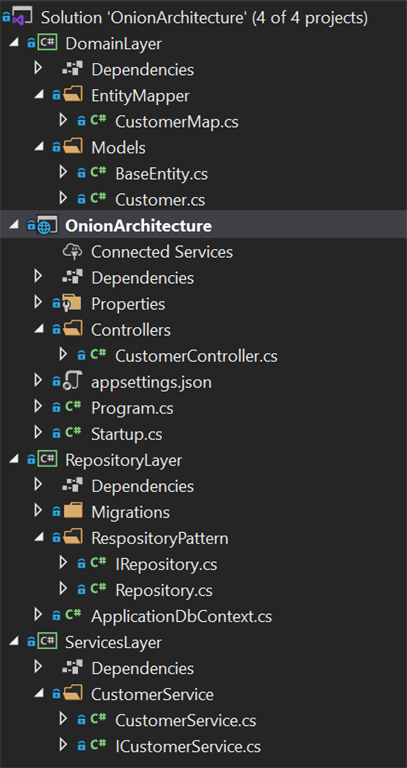 Solution 'OnionArchitecture' (4 of 4 projects)
C# DomainLayer
Dependencies
EntityMapper
C# CustomerMap.cs
Models
C# BaseEntity.cs
C# Customer.cs
OnionArchitecture
Connected Services
Dependencies
Properties
Controllers
C# CustomerController.cs
appsettings.json
C# Program.cs
C# Startup.cs
C# RepositoryLayer
Dependencies
Migrations
RespositoryPattern
C# IRepository.cs
C# Repository.cs
C# ApplicationDbContext.cs
C# ServicesLayer
Dependencies
CustomerService
C# CustomerService.cs
C# ICustomerService.cs